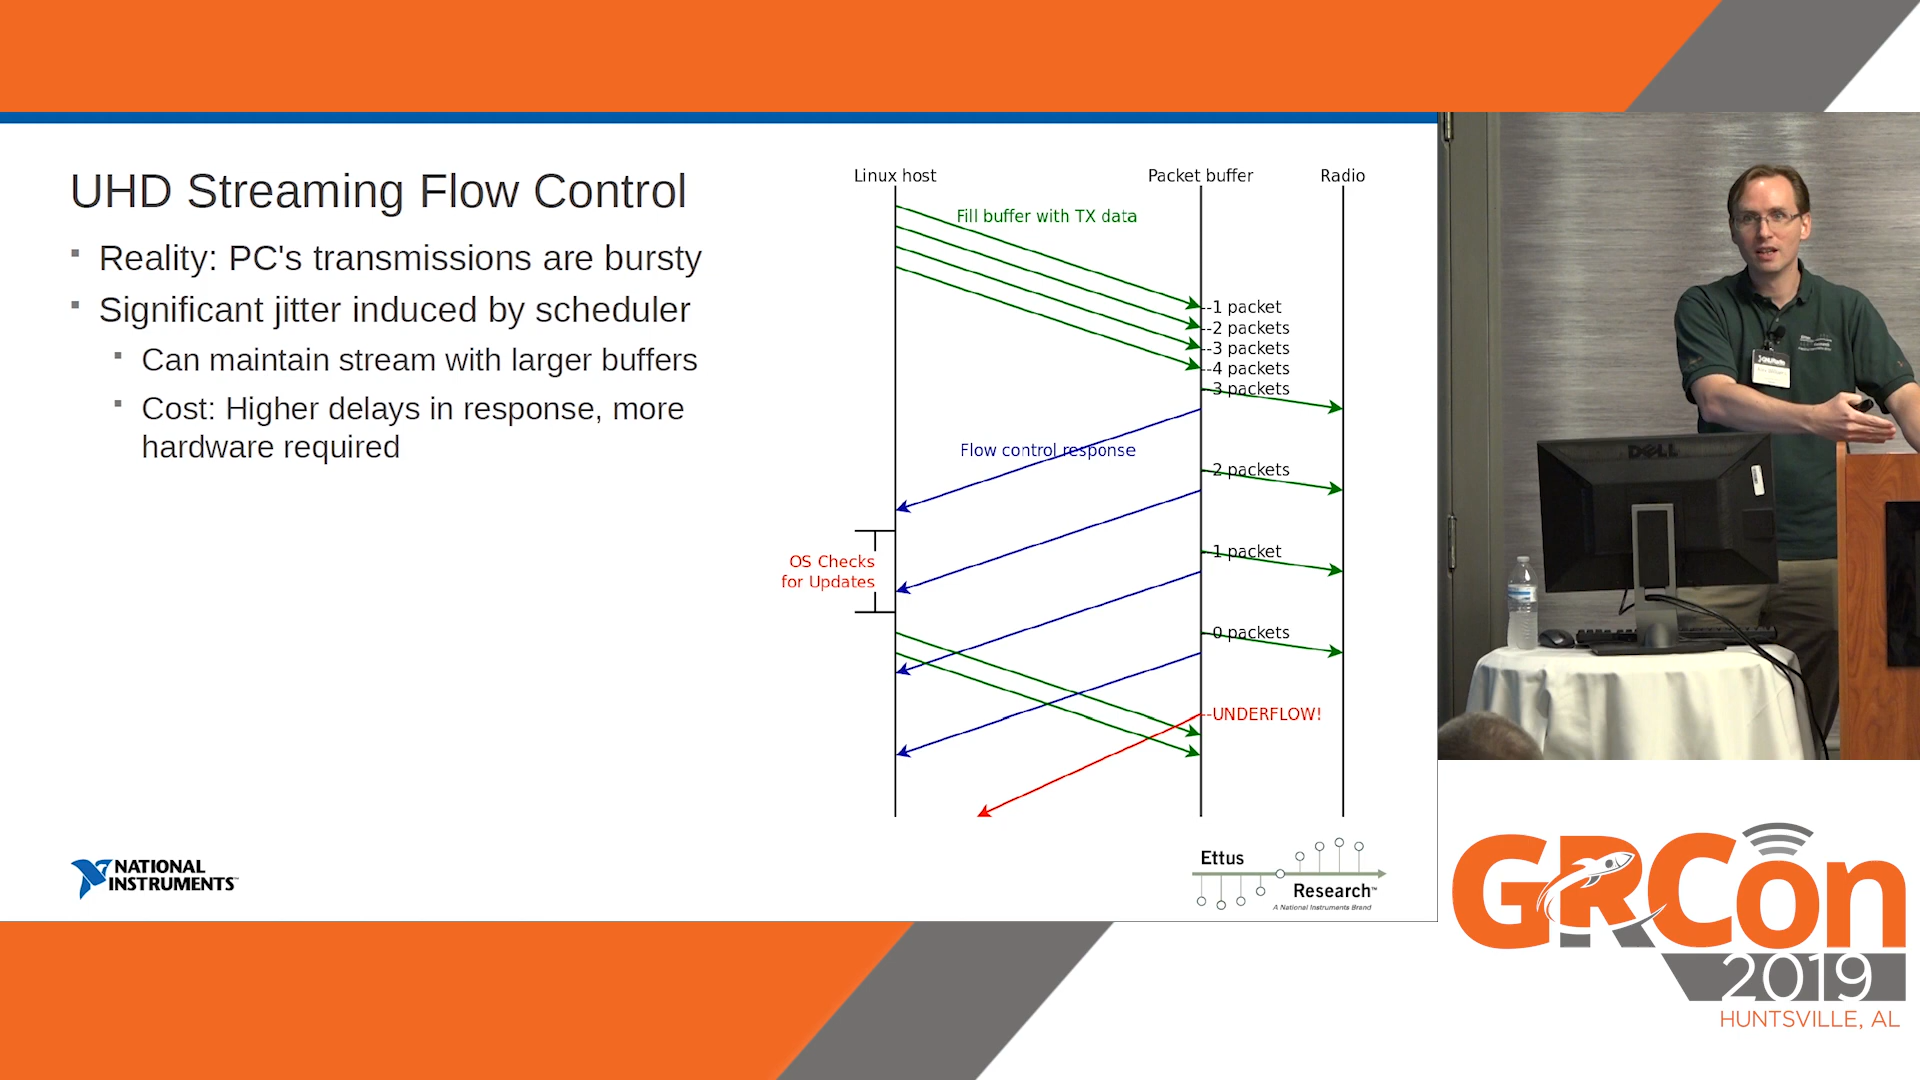 UHD Streaming Flow Control
Reality: PC's transmissions are bursty
Significant jitter induced by scheduler
Can maintain stream with larger buffers
Cost: Higher delays in response, more
hardware required
Linux host
Packet buffer
Radio
Fill buffer with TX data
1 packet
2 packets
3 packets
4 packets
3 packets
Flow control response
2 packets
OS Checks
for Updates
1 packet
0 packets
UNDERFLOW!
NATIONAL
INSTRUMENTS™
Ettus
Research™
A National Instruments Brand
DELL
GRCon
2019
HUNTSVILLE, AL